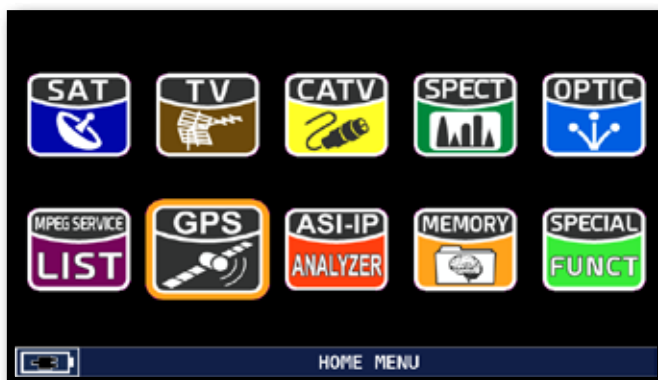 SAT
TV
CATV
SPECT
OPTIC
MPEG SERVICE
LIST
GPS
ASI-IP
ANALYZER
MEMORY
SPECIAL
FUNCT
HOME MENU